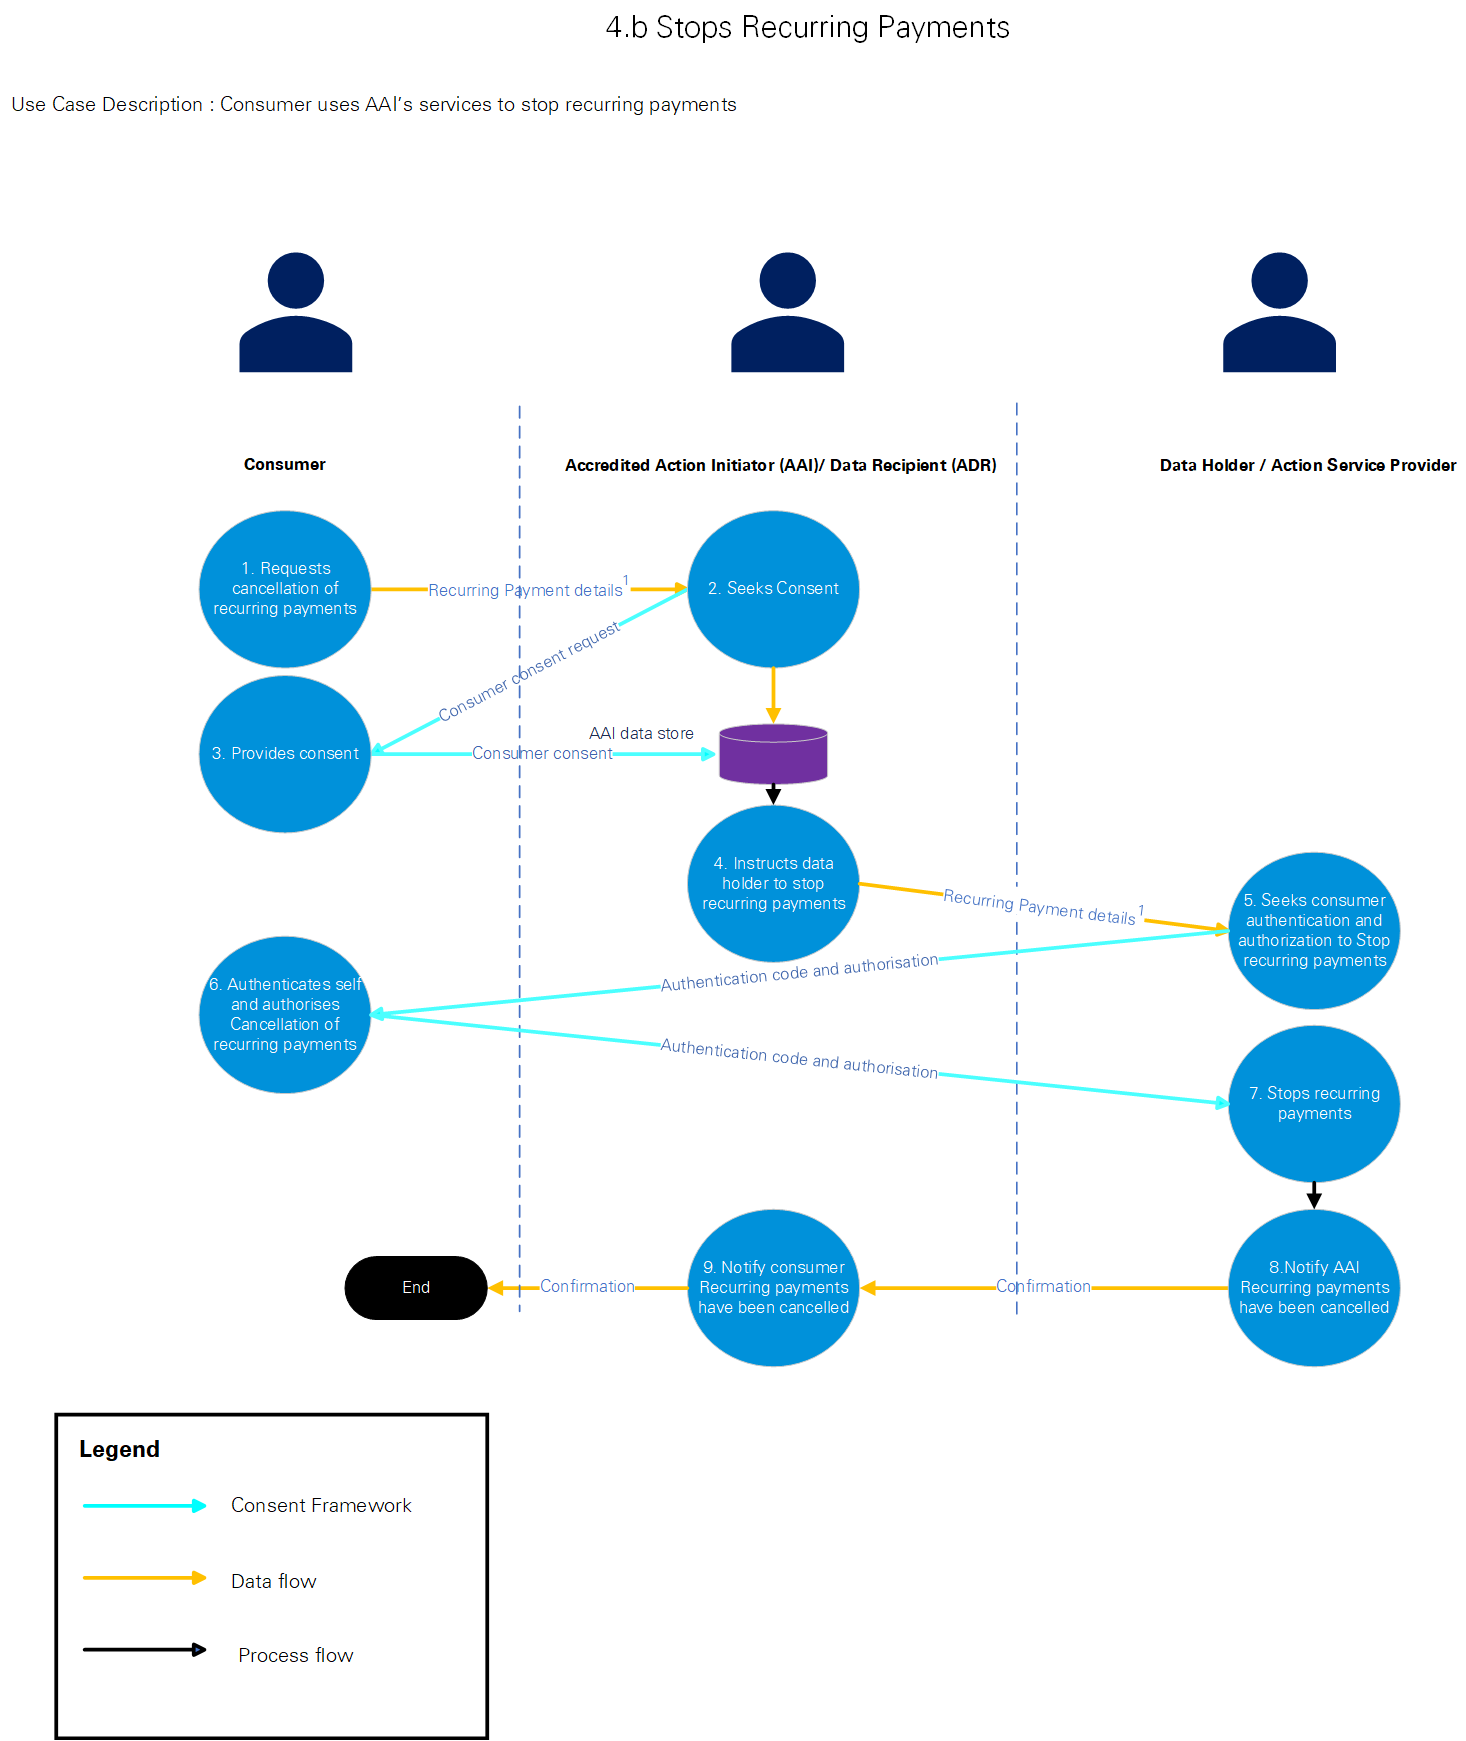 4.b Stops Recurring Payments
Use Case Description : Consumer uses AAI's services to stop recurring payments
Consumer
Accredited Action Initiator (AAI)/ Data Recipient (ADR)
Data Holder / Action Service Provider
1. Requests
cancellation of
recurring payments
Recurring Payment details1
2. Seeks Consent
Consumer consent request
3. Provides consent
Consumer consent
AAI data store
4. Instructs data
holder to stop
recurring payments
Recurring Payment details1
5. Seeks consumer
authentication and
authorization to Stop
recurring payments
Authentication code and authorisation
6. Authenticates self
and authorises
Cancellation of
recurring payments
Authentication code and authorisation
7. Stops recurring
payments
8.Notify AAI
Recurring payments
have been cancelled
Confirmation
9. Notify consumer
Recurring payments
have been cancelled
Confirmation
End
Legend
Consent Framework
Data flow
Process flow